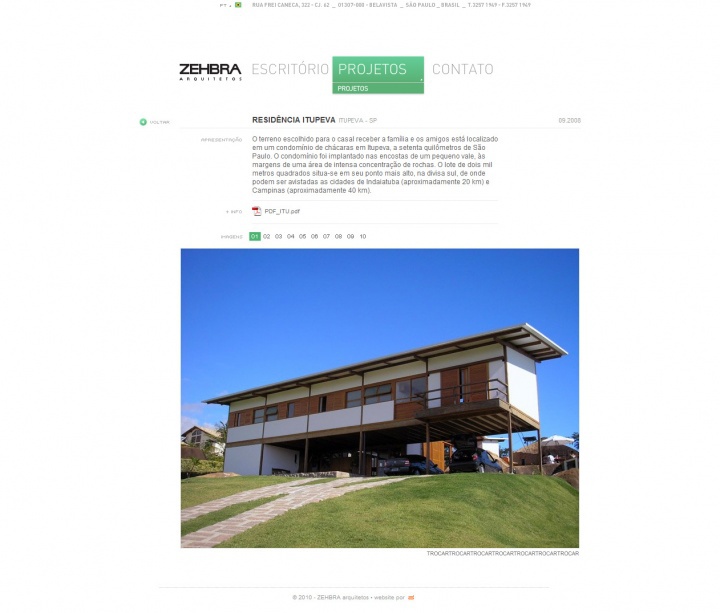 PT +
RUA FREI CANECA, 322 - CJ. 62 _ 01307-000 - BELAVISTA _ SÃO PAULO _ BRASIL _ T.3257 1969 - F.3257 1969
ZEHBRA
ARQUITETOS
ESCRITÓRIO PROJETOS CONTATO
PROJETOS
VOLTAR
RESIDÊNCIA ITUPEVA ITUPEVA - SP 09.2008
APRESENTAÇÃO
O terreno escolhido para o casal receber a família e os amigos está localizado
em um condomínio de chácaras em Itupeva, a setenta quilômetros de São
Paulo. O condomínio foi implantado nas encostas de um pequeno vale, às
margens de uma área de intensa concentração de rochas. O lote de dois mil
metros quadrados situa-se em seu ponto mais alto, na divisa sul, de onde
podem ser avistadas as cidades de Indaiatuba (aproximadamente 20 km) e
Campinas (aproximadamente 40 km).
+ INFO PDF_ITU.pdf
IMAGENS 01 02 03 04 05 06 07 08 09 10
TROCARTROCARTROCARTROCARTROCARTROCARTROCAR
© 2010 - ZEHBRA arquitetos • website por